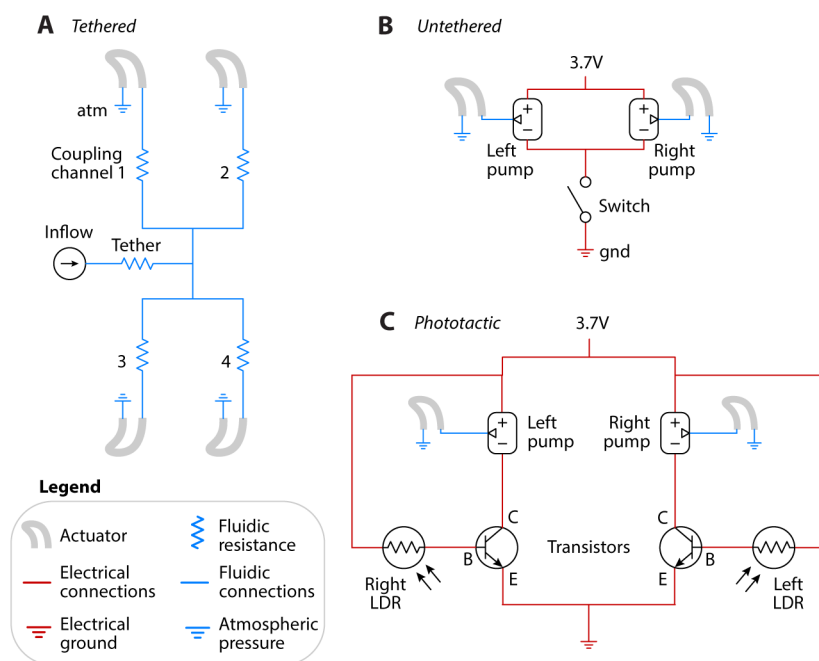 A Tethered
atm
Coupling
channel 1
2
Inflow
Tether
3
4
B Untethered
3.7V
+
−
+
−
Left
pump
Right
pump
Switch
gnd
C Phototactic
3.7V
+
−
Left
pump
Right
pump
+
−
C
B
E
Transistors
C
B
E
Right
LDR
Left
LDR
Legend
Actuator
Fluidic
resistance
Electrical
connections
Fluidic
connections
Electrical
ground
Atmospheric
pressure